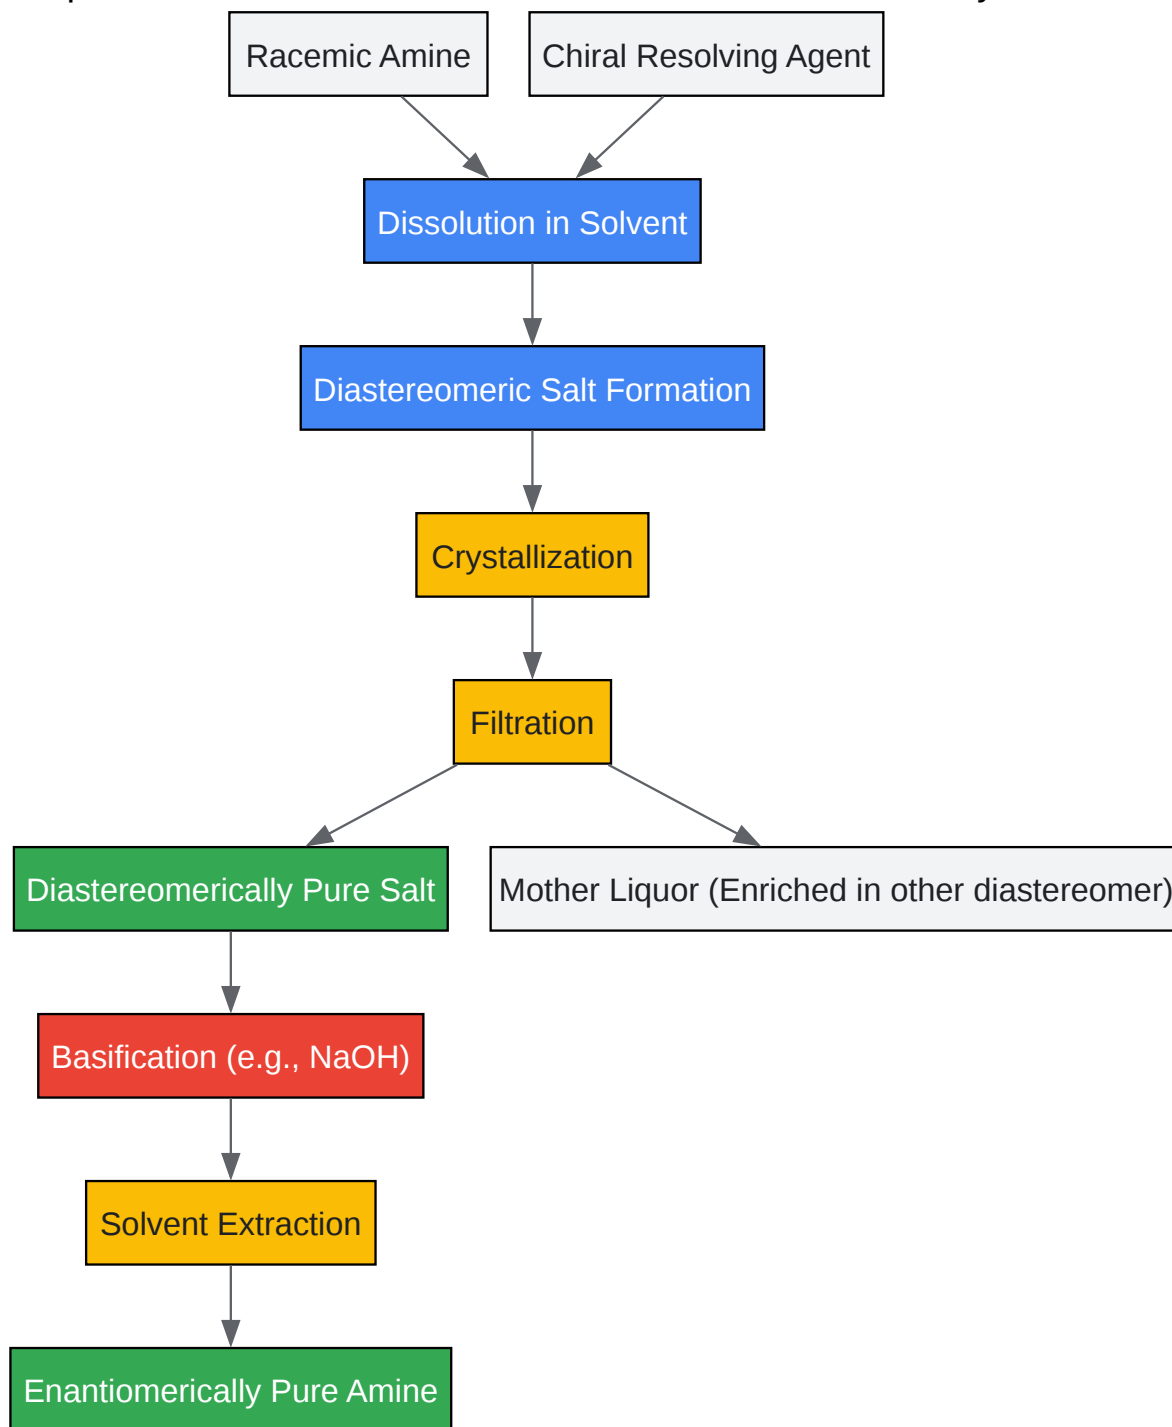 Racemic Amine
Chiral Resolving Agent
Dissolution in Solvent
Diastereomeric Salt Formation
Crystallization
Filtration
Diastereomerically Pure Salt
Mother Liquor (Enriched in other diastereomer)
Basification (e.g., NaOH)
Solvent Extraction
Enantiomerically Pure Amine